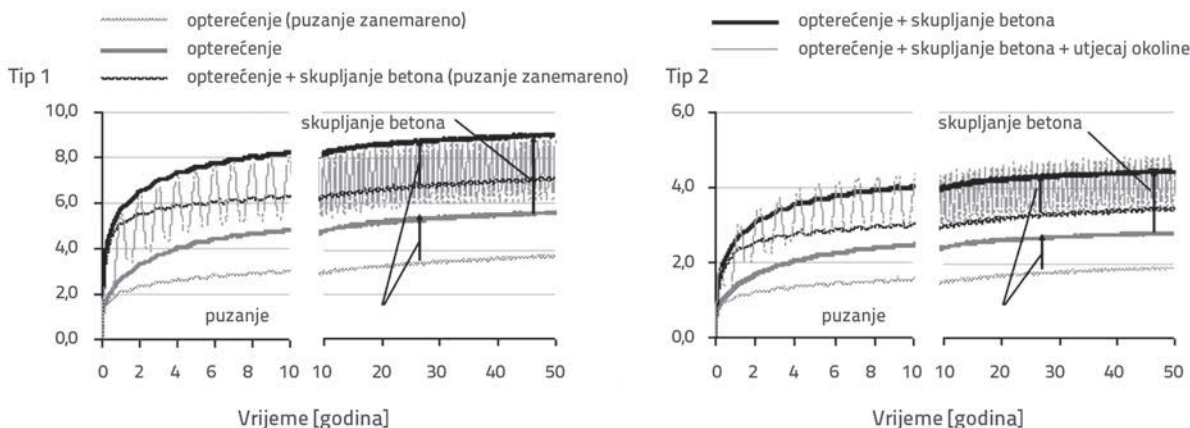 opterećenje (puzanje zanemareno)
opterećenje
opterećenje + skupljanje betona (puzanje zanemareno)
opterećenje + skupljanje betona
opterećenje + skupljanje betona + utjecaj okoline
Tip 1
10,0
8,0
6,0
4,0
2,0
0,0
skupljanje betona
puzanje
0 2 4 6 8 10 10 20 30 40 50
Vrijeme [godina]
Tip 2
6,0
4,0
2,0
0,0
skupljanje betona
puzanje
0 2 4 6 8 10 10 20 30 40 50
Vrijeme [godina]